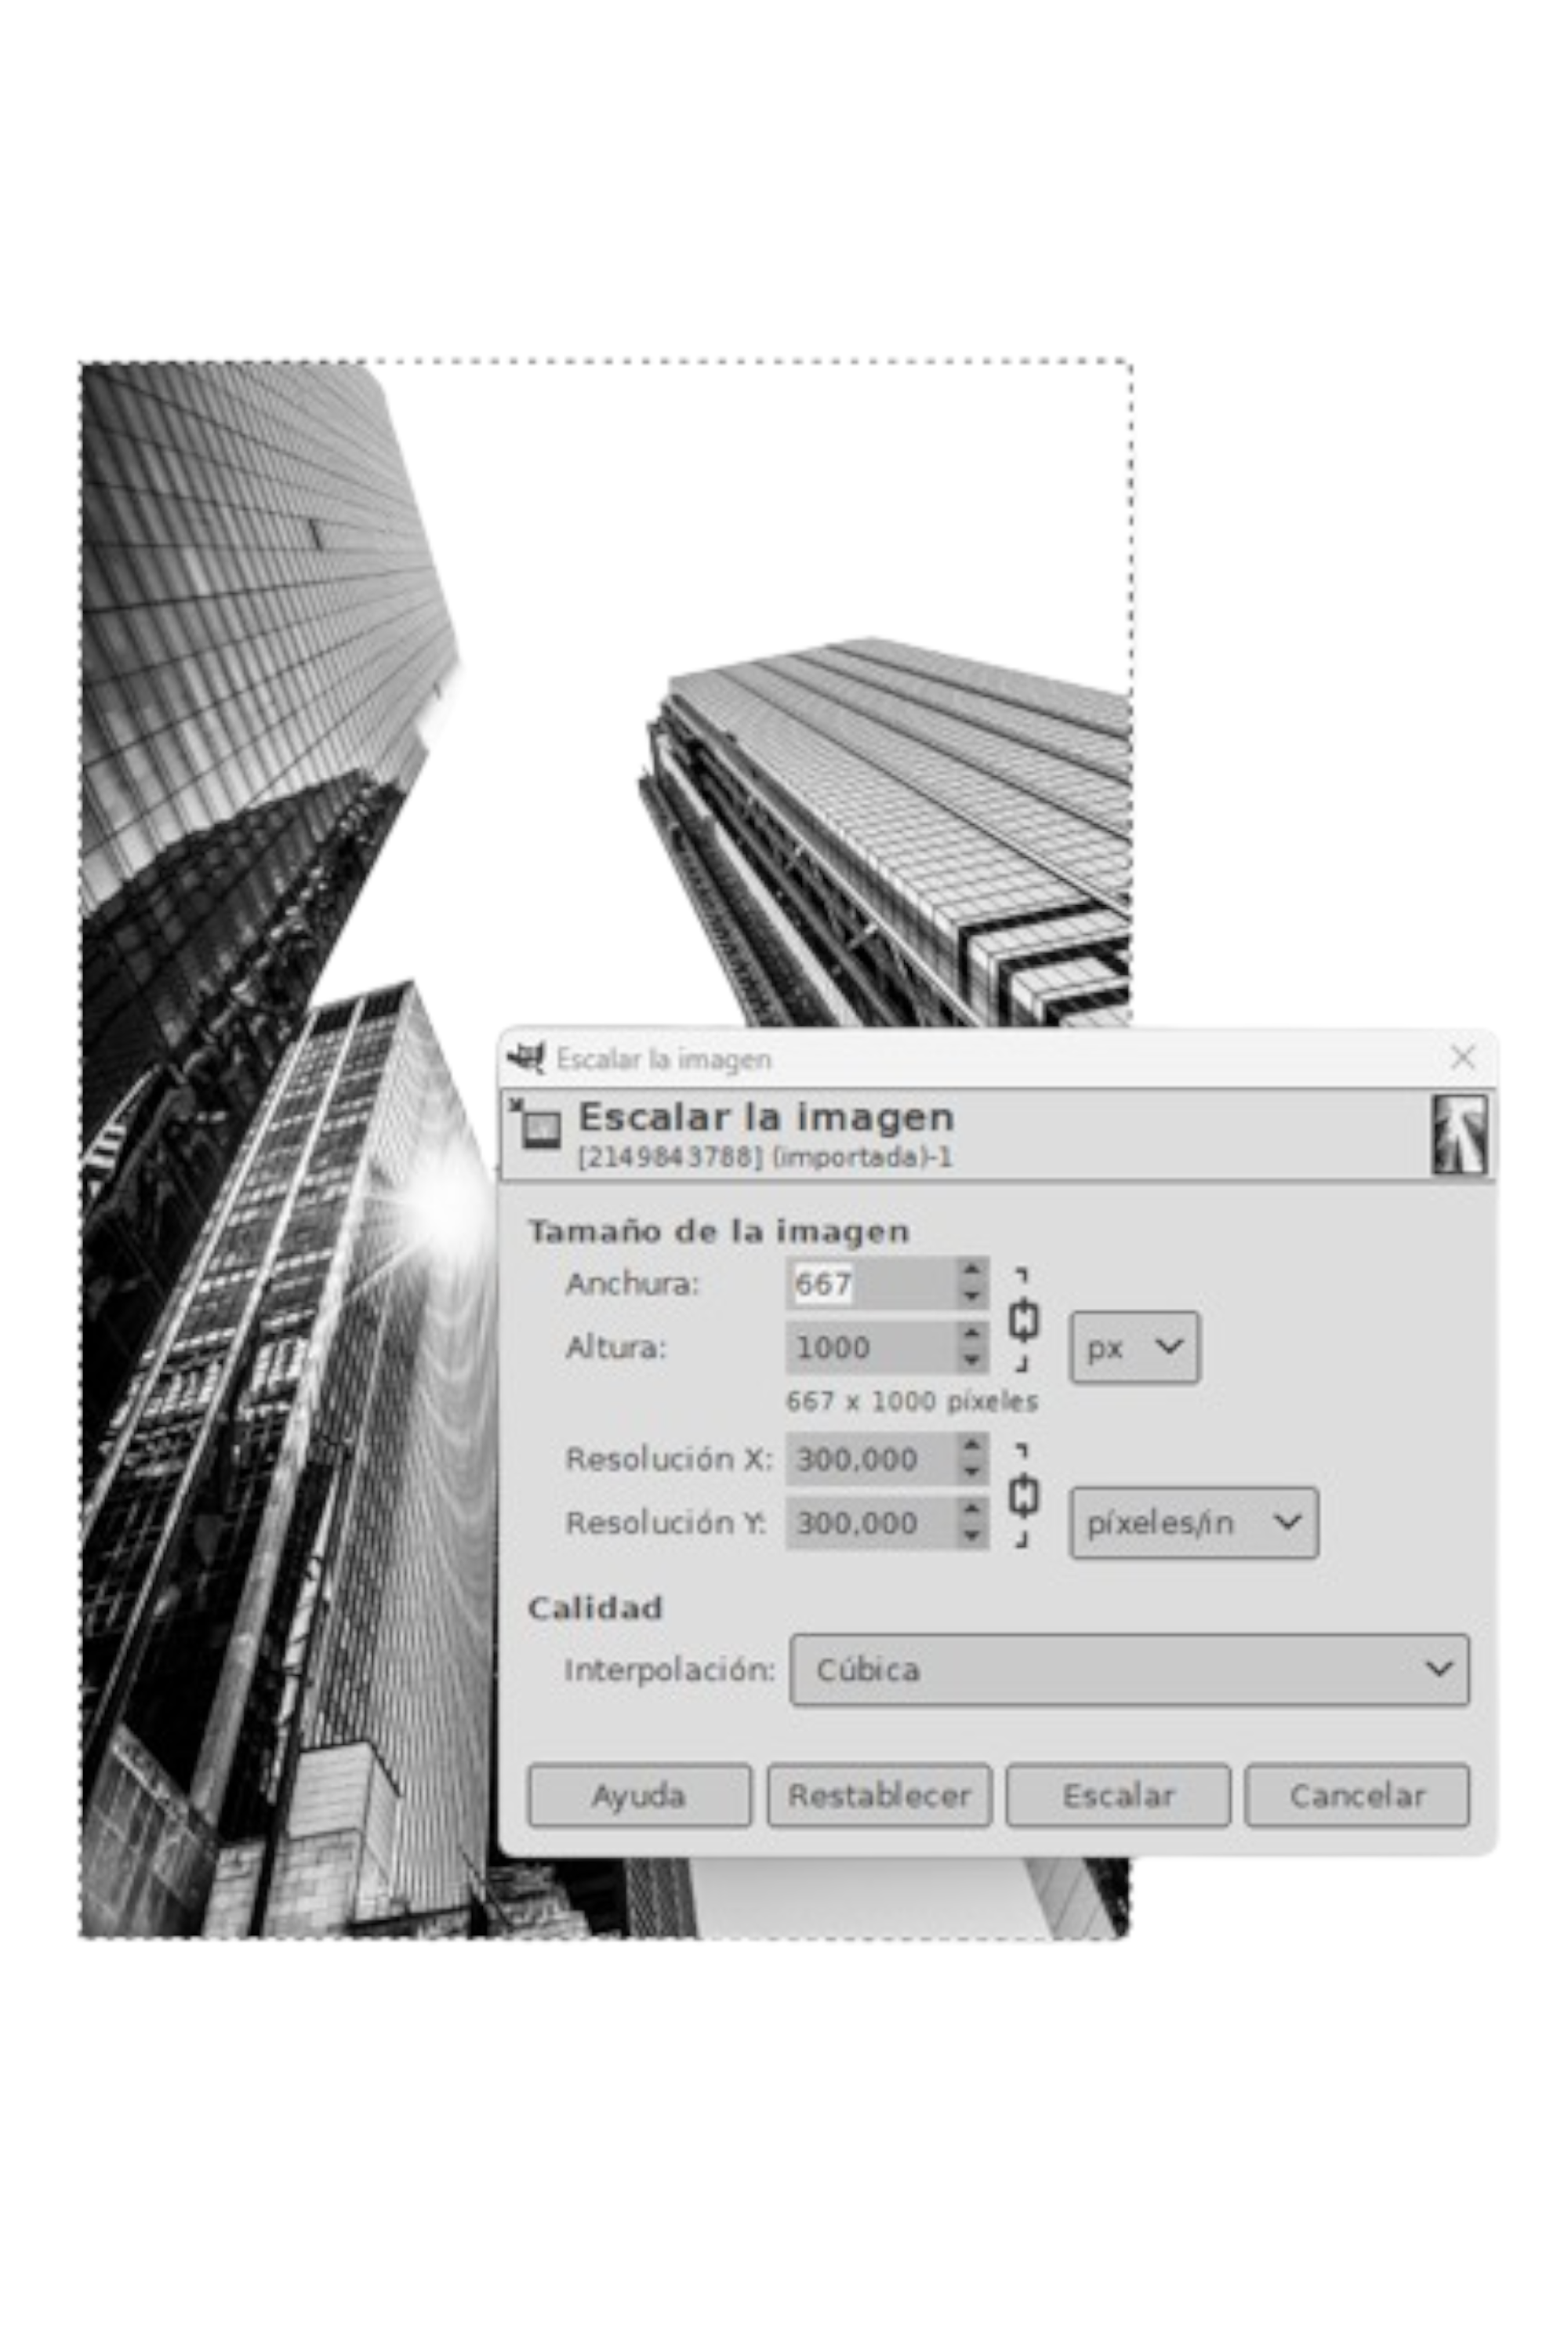 Escalar la imagen
Escalar la imagen
[2149843788] (importada)-1
Tamaño de la imagen
Anchura: 667
Altura: 1000 px
667 x 1000 píxeles
Resolución X: 300,000
Resolución Y: 300,000 píxeles/in
Calidad
Interpolación: Cúbica
Ayuda Restablecer Escalar Cancelar